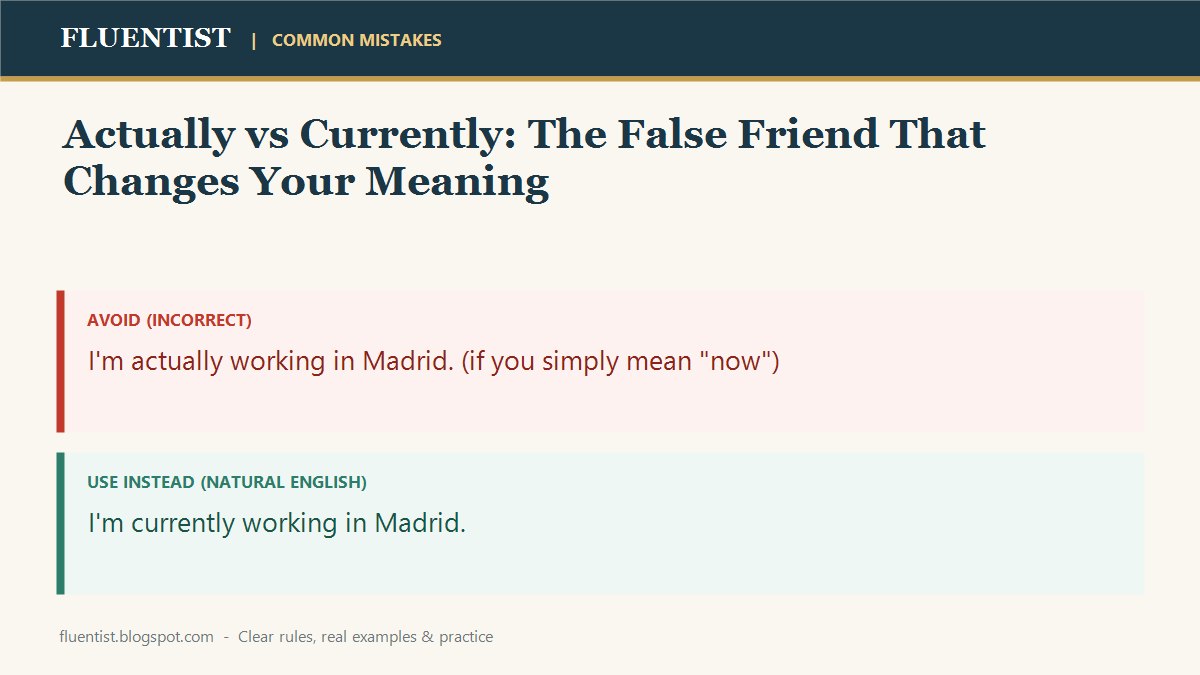 FLUENTIST | COMMON MISTAKES
Actually vs Currently: The False Friend That
Changes Your Meaning
AVOID (INCORRECT)
I'm actually working in Madrid. (if you simply mean "now")
USE INSTEAD (NATURAL ENGLISH)
I'm currently working in Madrid.
fluentist.blogspot.com - Clear rules, real examples & practice